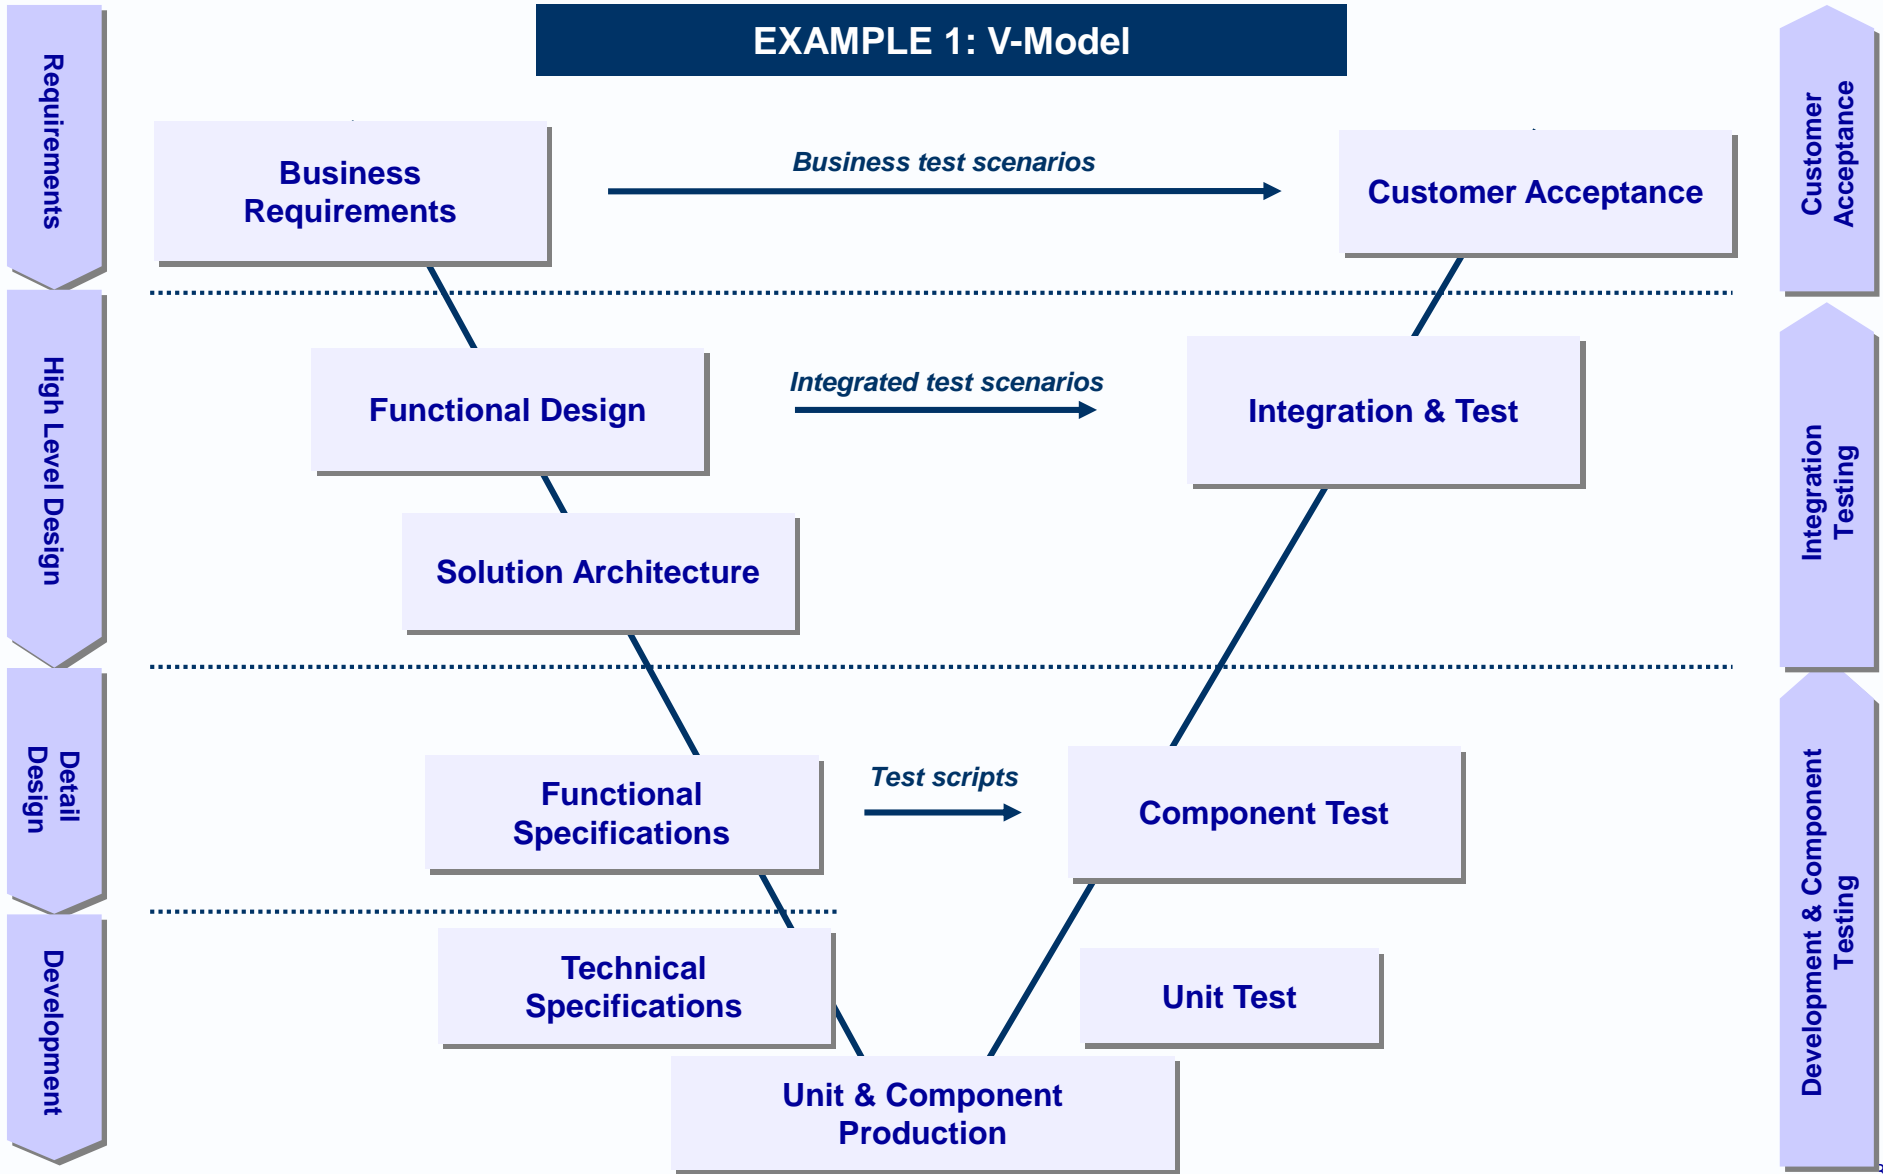 EXAMPLE 1: V-Model
Requirements
Business
Requirements
Business test scenarios
Customer Acceptance
Customer
Acceptance
High Level Design
Functional Design
Integrated test scenarios
Integration & Test
Integration
Testing
Solution Architecture
Detail
Design
Functional
Specifications
Test scripts
Component Test
Development & Component
Testing
Development
Technical
Specifications
Unit Test
Unit & Component
Production